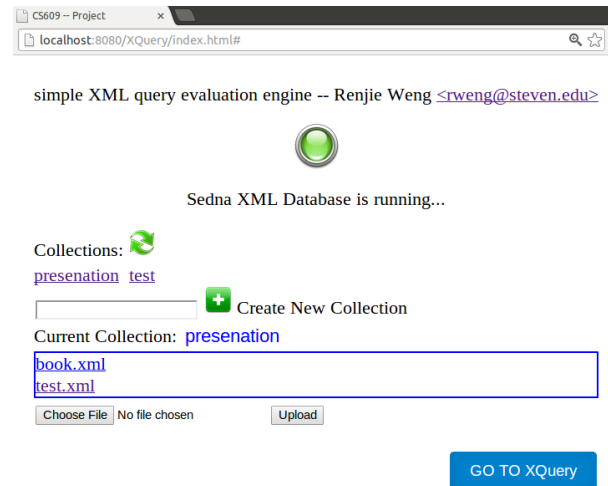 CS609 -- Project
localhost:8080/XQuery/index.html#
simple XML query evaluation engine -- Renjie Weng <rweng@steven.edu>
Sedna XML Database is running...
Collections:
presenation test
Create New Collection
Current Collection: presenation
book.xml
test.xml
Choose File No file chosen Upload
GO TO XQuery